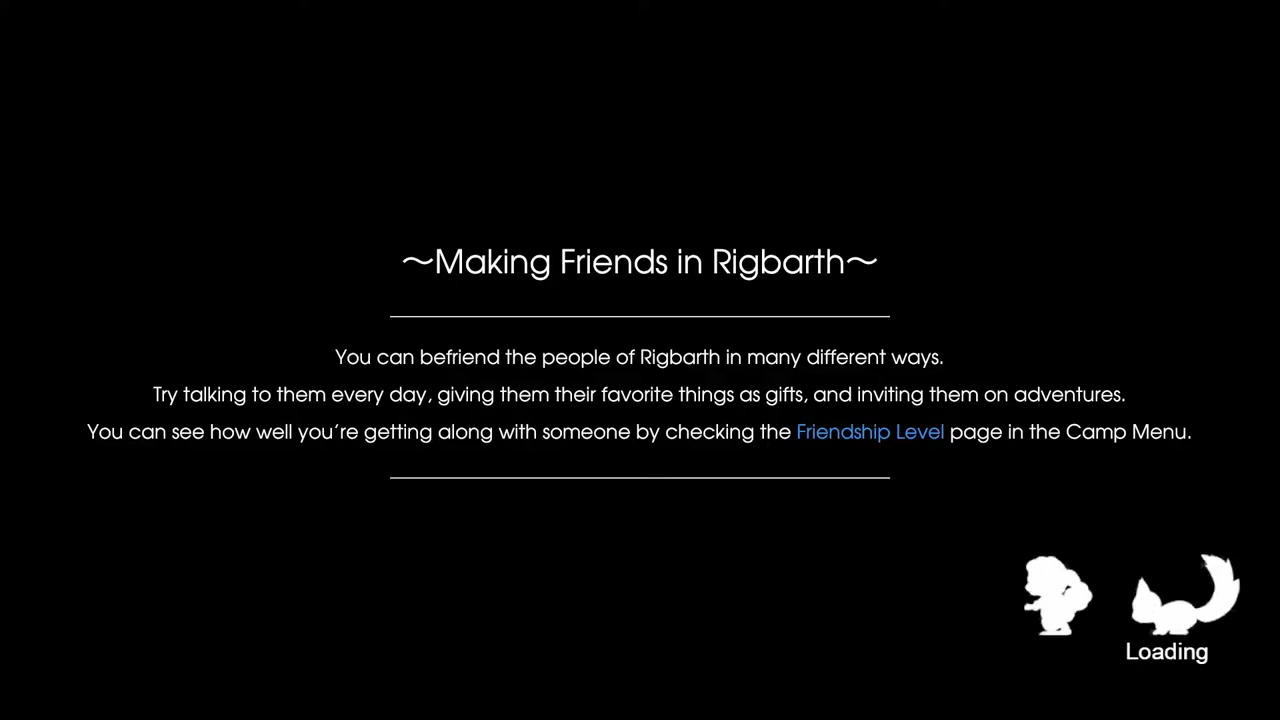 ～Making Friends in Rigbarth～
You can befriend the people of Rigbarth in many different ways.
Try talking to them every day, giving them their favorite things as gifts, and inviting them on adventures.
You can see how well you’re getting along with someone by checking the Friendship Level page in the Camp Menu.
Loading